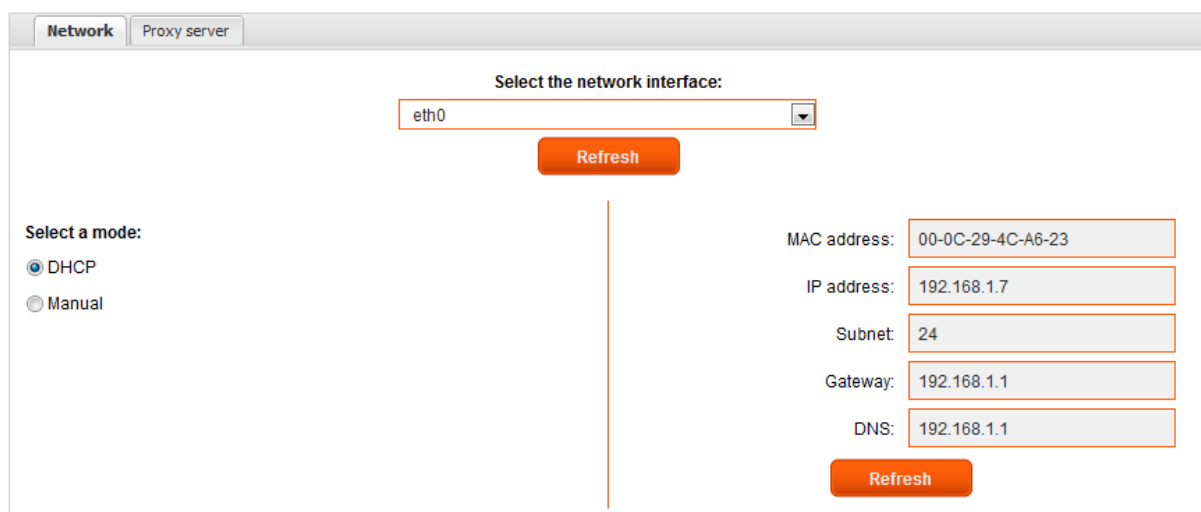 Network Proxy server
Select the network interface:
eth0
Refresh
Select a mode:
DHCP
Manual
MAC address: 00-0C-29-4C-A6-23
IP address: 192.168.1.7
Subnet: 24
Gateway: 192.168.1.1
DNS: 192.168.1.1
Refresh